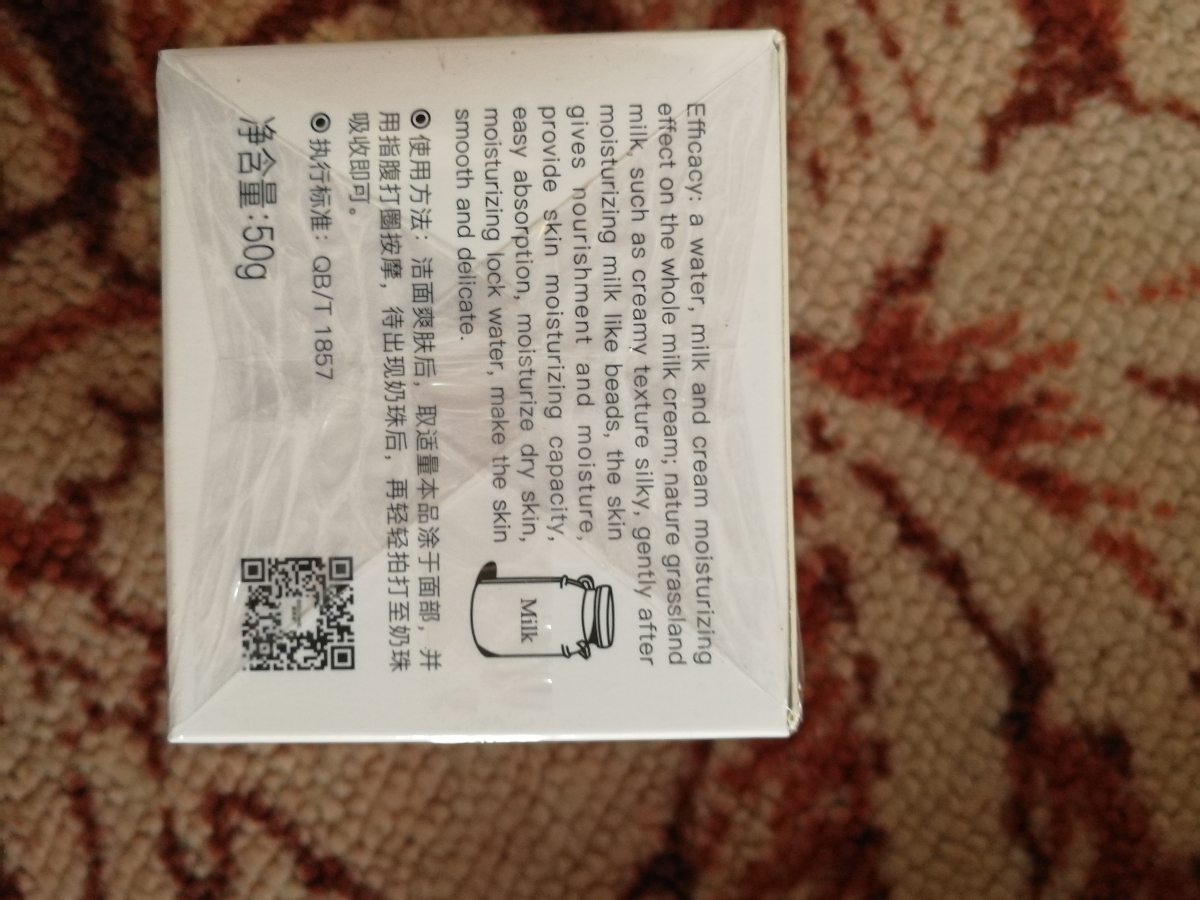 Efficacy: a water, milk and cream moisturizing
effect on the whole milk cream; nature grassland
milk, such as creamy texture silky, gently after
moisturizing milk like beads, the skin
gives nourishment and moisture,
provide skin moisturizing capacity,
easy absorption, moisturize dry skin,
moisturizing lock water, make the skin
smooth and delicate.
Milk
使用方法：洁面爽肤后，取适量本品涂于面部，并
用指腹打圈按摩，待出现奶珠后，再轻轻拍打至奶珠
吸收即可。
执行标准：QB/T 1857
净含量:50g